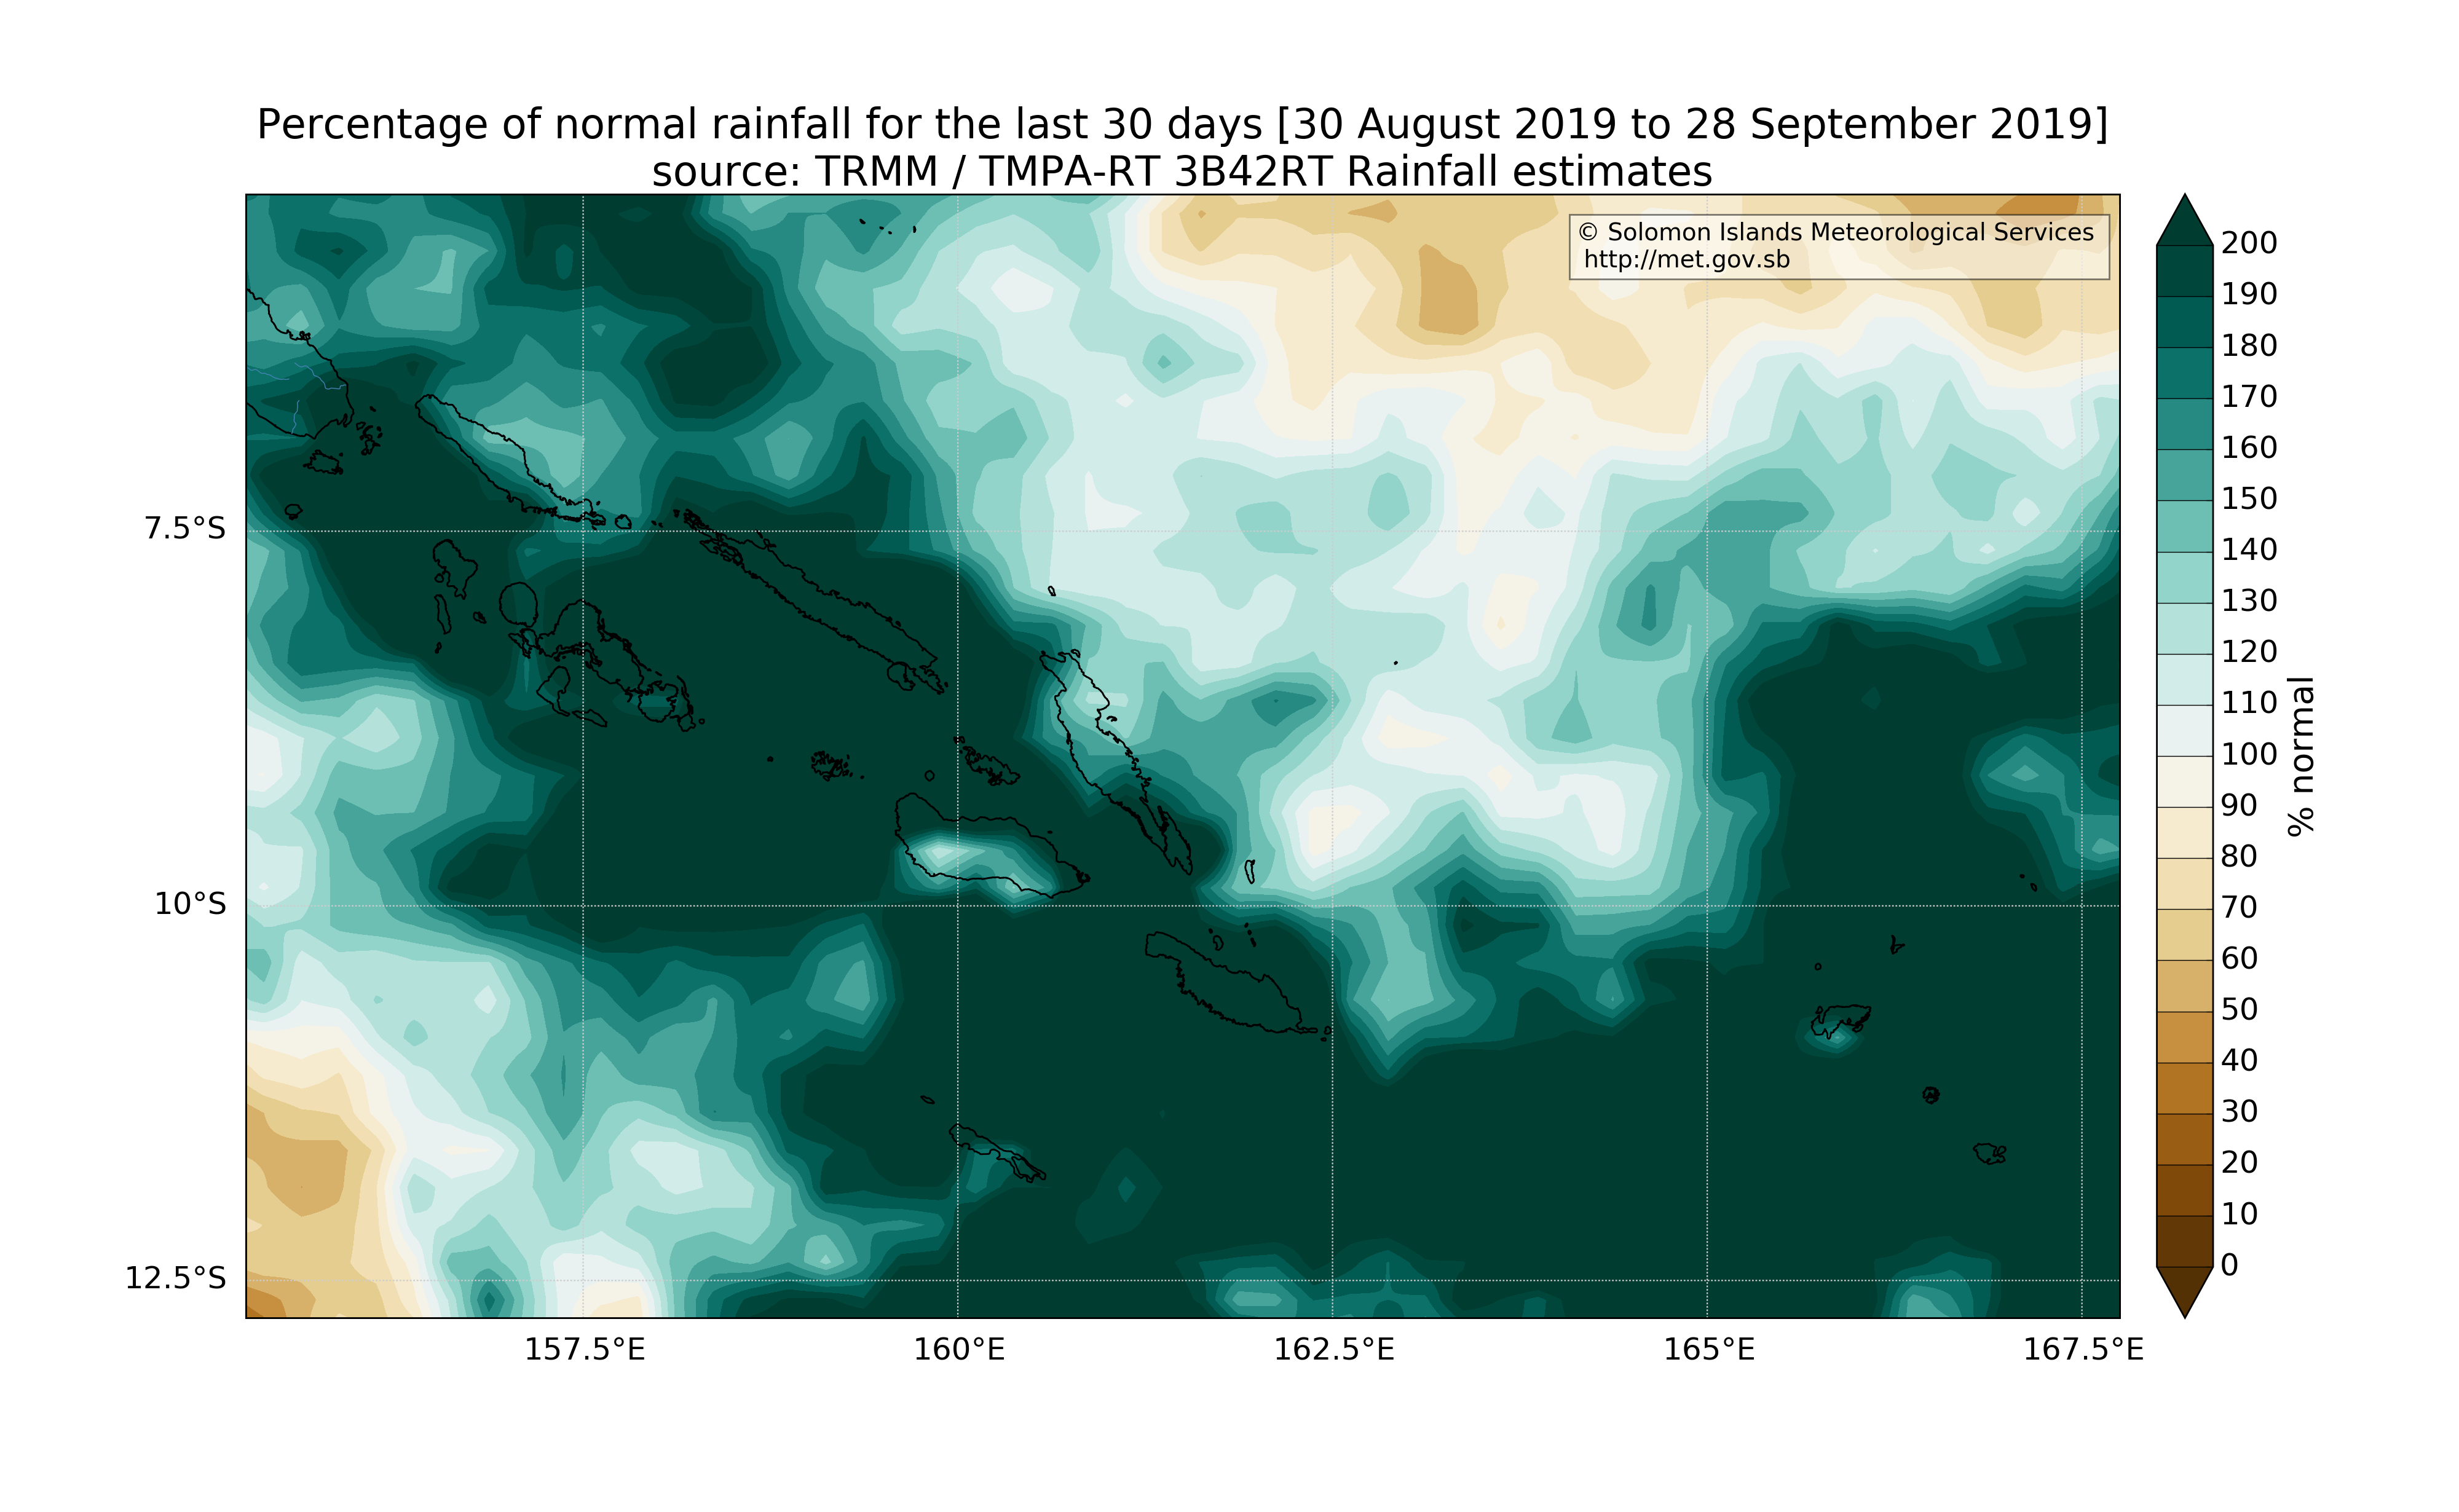 Percentage of normal rainfall for the last 30 days [30 August 2019 to 28 September 2019]
source: TRMM / TMPA-RT 3B42RT Rainfall estimates
© Solomon Islands Meteorological Services
http://met.gov.sb
7.5°S
10°S
12.5°S
157.5°E
160°E
162.5°E
165°E
167.5°E
200
190
180
170
160
150
140
130
120
110
100
90
80
70
60
50
40
30
20
10
0
% normal